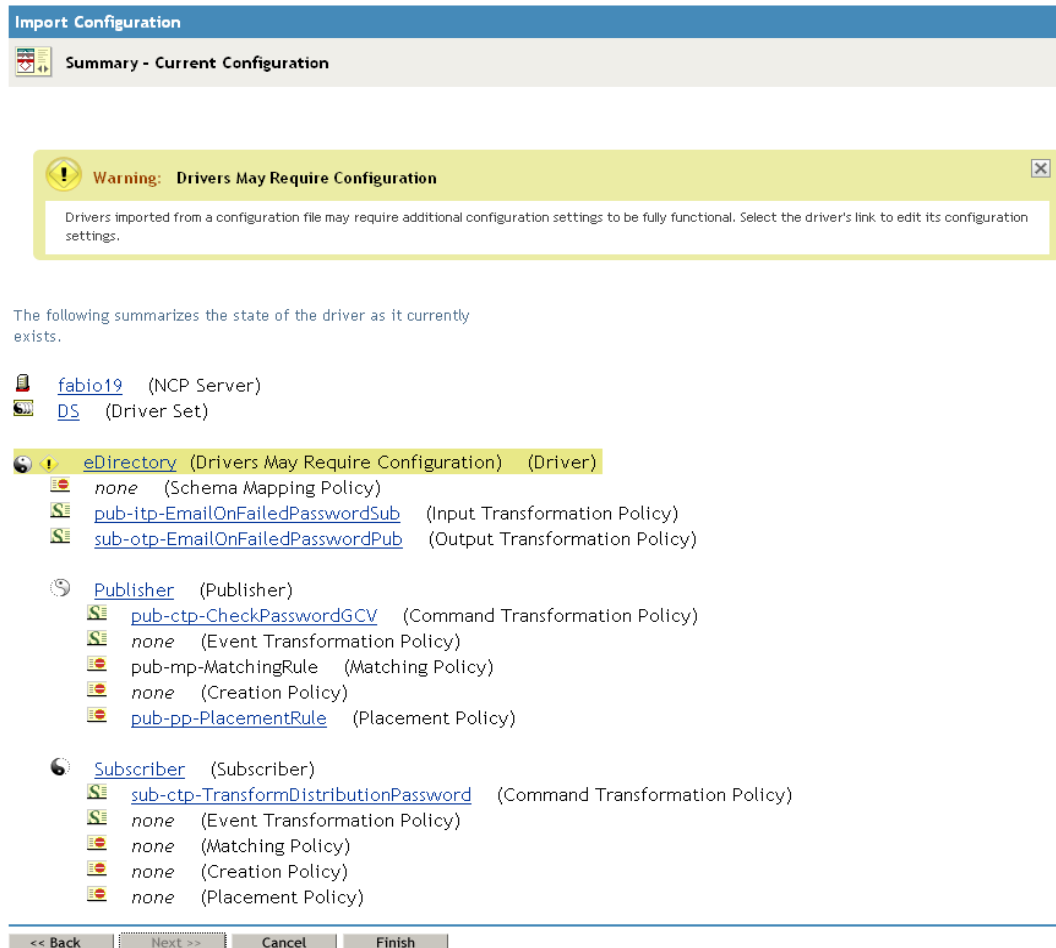 Import Configuration
Summary - Current Configuration
Warning: Drivers May Require Configuration
Drivers imported from a configuration file may require additional configuration settings to be fully functional. Select the driver's link to edit its configuration
settings.
The following summarizes the state of the driver as it currently
exists.
fabio19 (NCP Server)
DS (Driver Set)
eDirectory (Drivers May Require Configuration) (Driver)
none (Schema Mapping Policy)
pub-itp-EmailOnFailedPasswordSub (Input Transformation Policy)
sub-otp-EmailOnFailedPasswordPub (Output Transformation Policy)
Publisher (Publisher)
pub-ctp-CheckPasswordGCV (Command Transformation Policy)
none (Event Transformation Policy)
pub-mp-MatchingRule (Matching Policy)
none (Creation Policy)
pub-pp-PlacementRule (Placement Policy)
Subscriber (Subscriber)
sub-ctp-TransformDistributionPassword (Command Transformation Policy)
none (Event Transformation Policy)
none (Matching Policy)
none (Creation Policy)
none (Placement Policy)
<< Back Next >> Cancel Finish